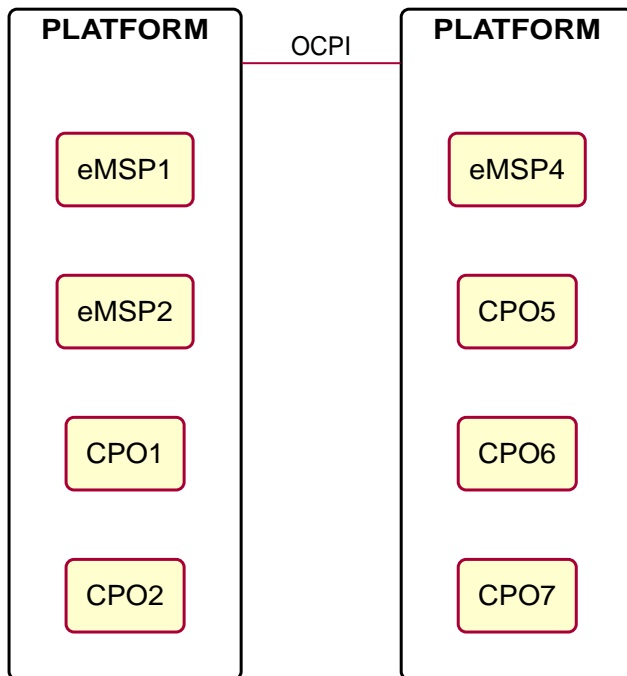 PLATFORM
OCPI
PLATFORM
eMSP1
eMSP4
eMSP2
CPO5
CPO1
CPO6
CPO2
CPO7